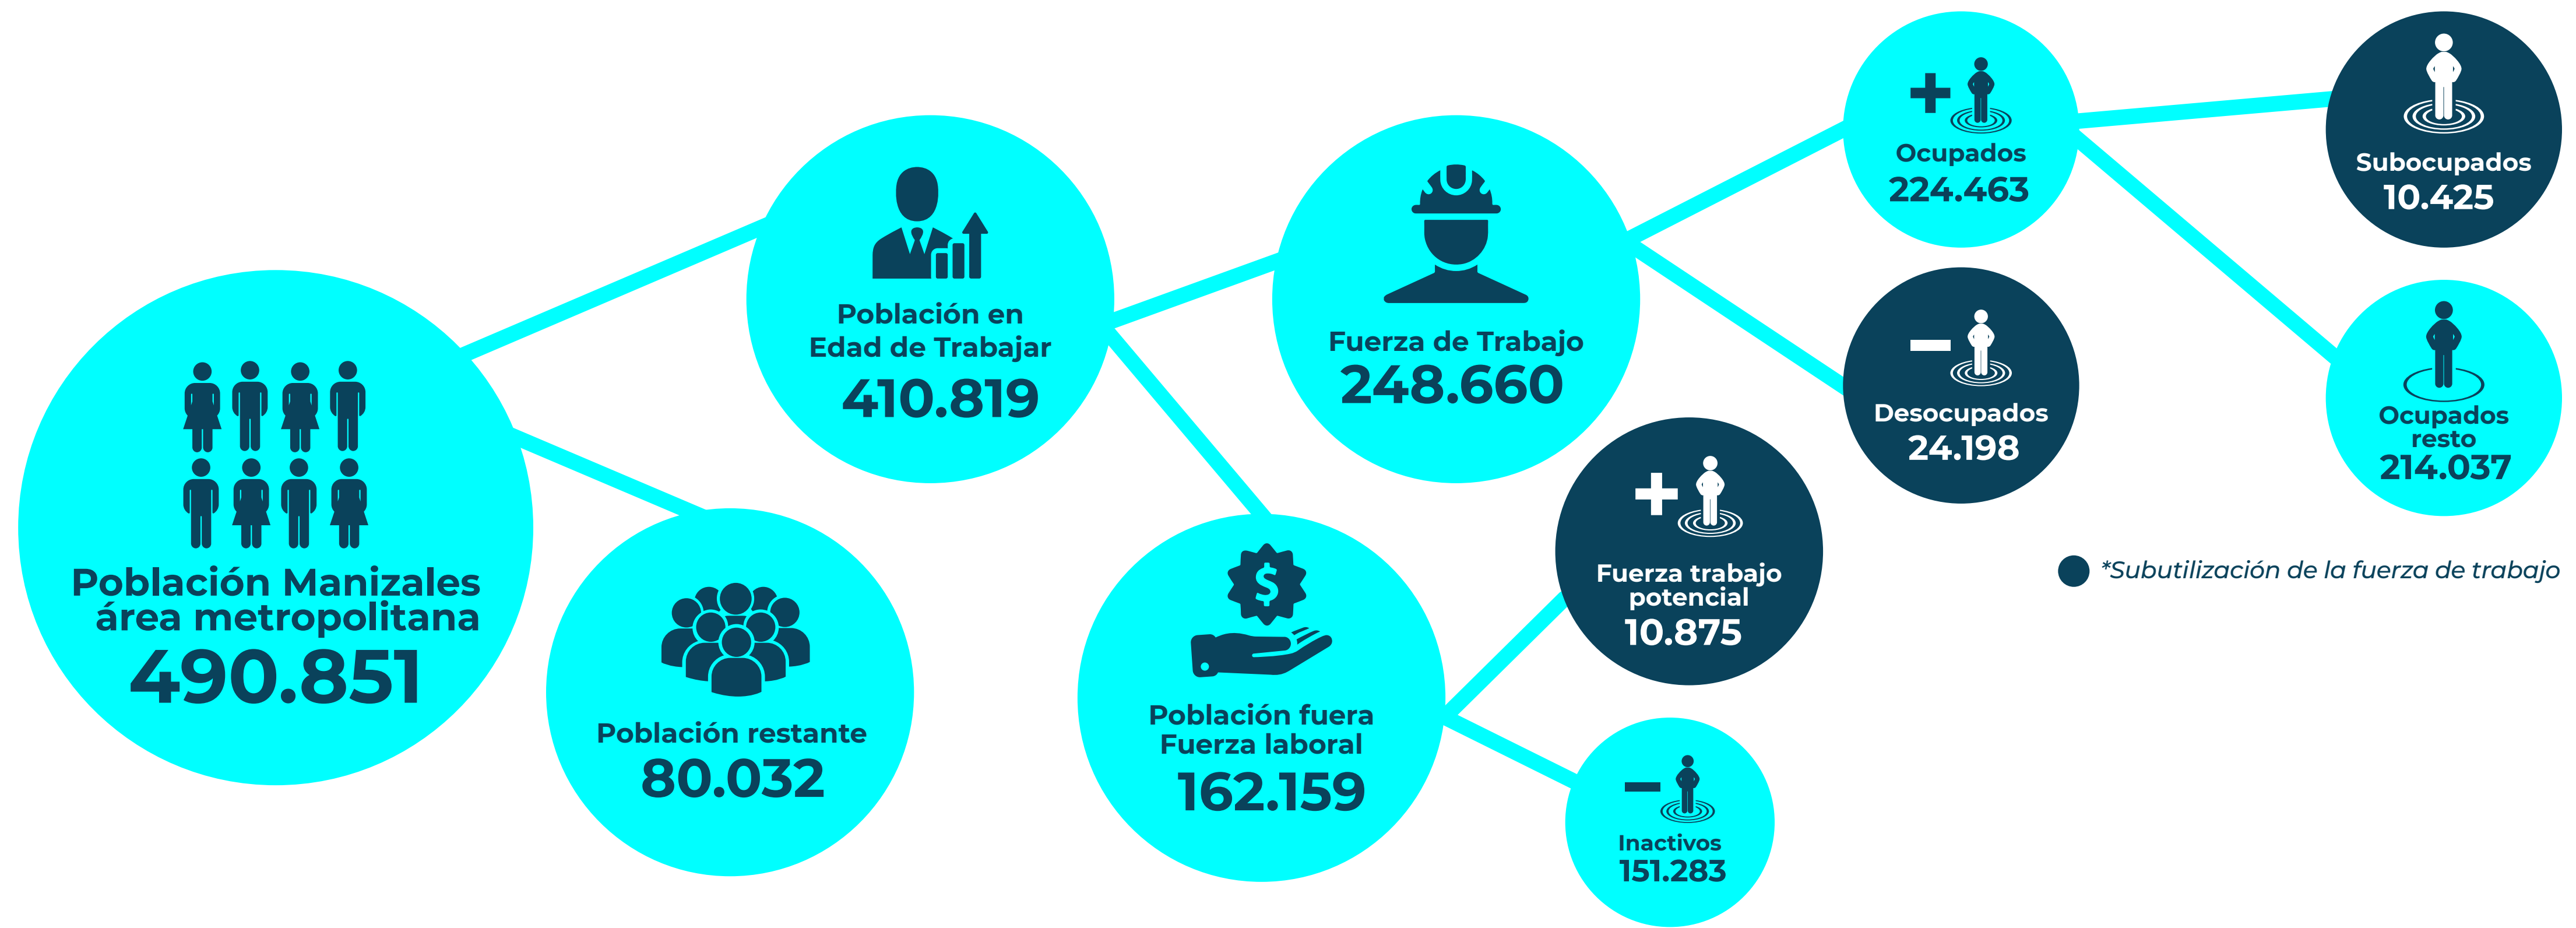 Población Manizales
área metropolitana
490.851
Población restante
80.032
Población en
Edad de Trabajar
410.819
Fuerza de Trabajo
248.660
Población fuera
Fuerza laboral
162.159
$
Ocupados
224.463
Desocupados
24.198
Fuerza trabajo
potencial
10.875
Inactivos
151.283
Subocupados
10.425
Ocupados
resto
214.037
*Subutilización de la fuerza de trabajo